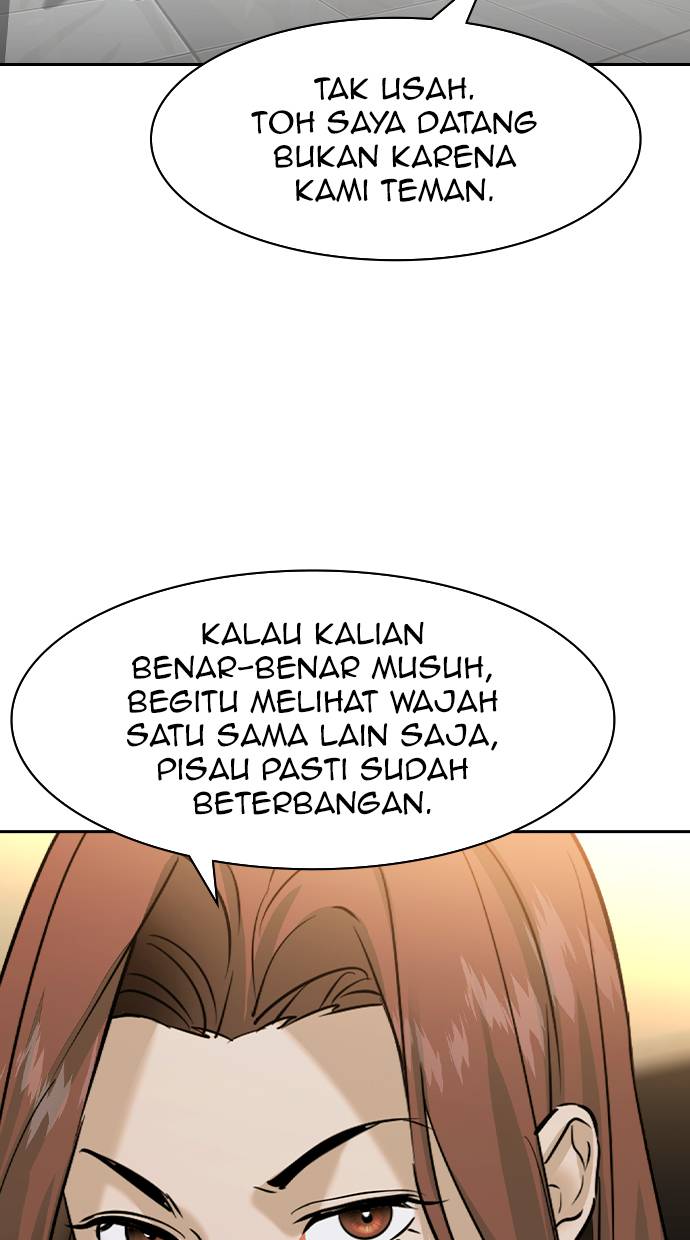 TAK USAH.
TOH SAYA DATANG
BUKAN KARENA
KAMI TEMAN.
KALAU KALIAN
BENAR-BENAR MUSUH,
BEGITU MELIHAT WAJAH
SATU SAMA LAIN SAJA,
PISAU PASTI SUDAH
BETERBANGAN.